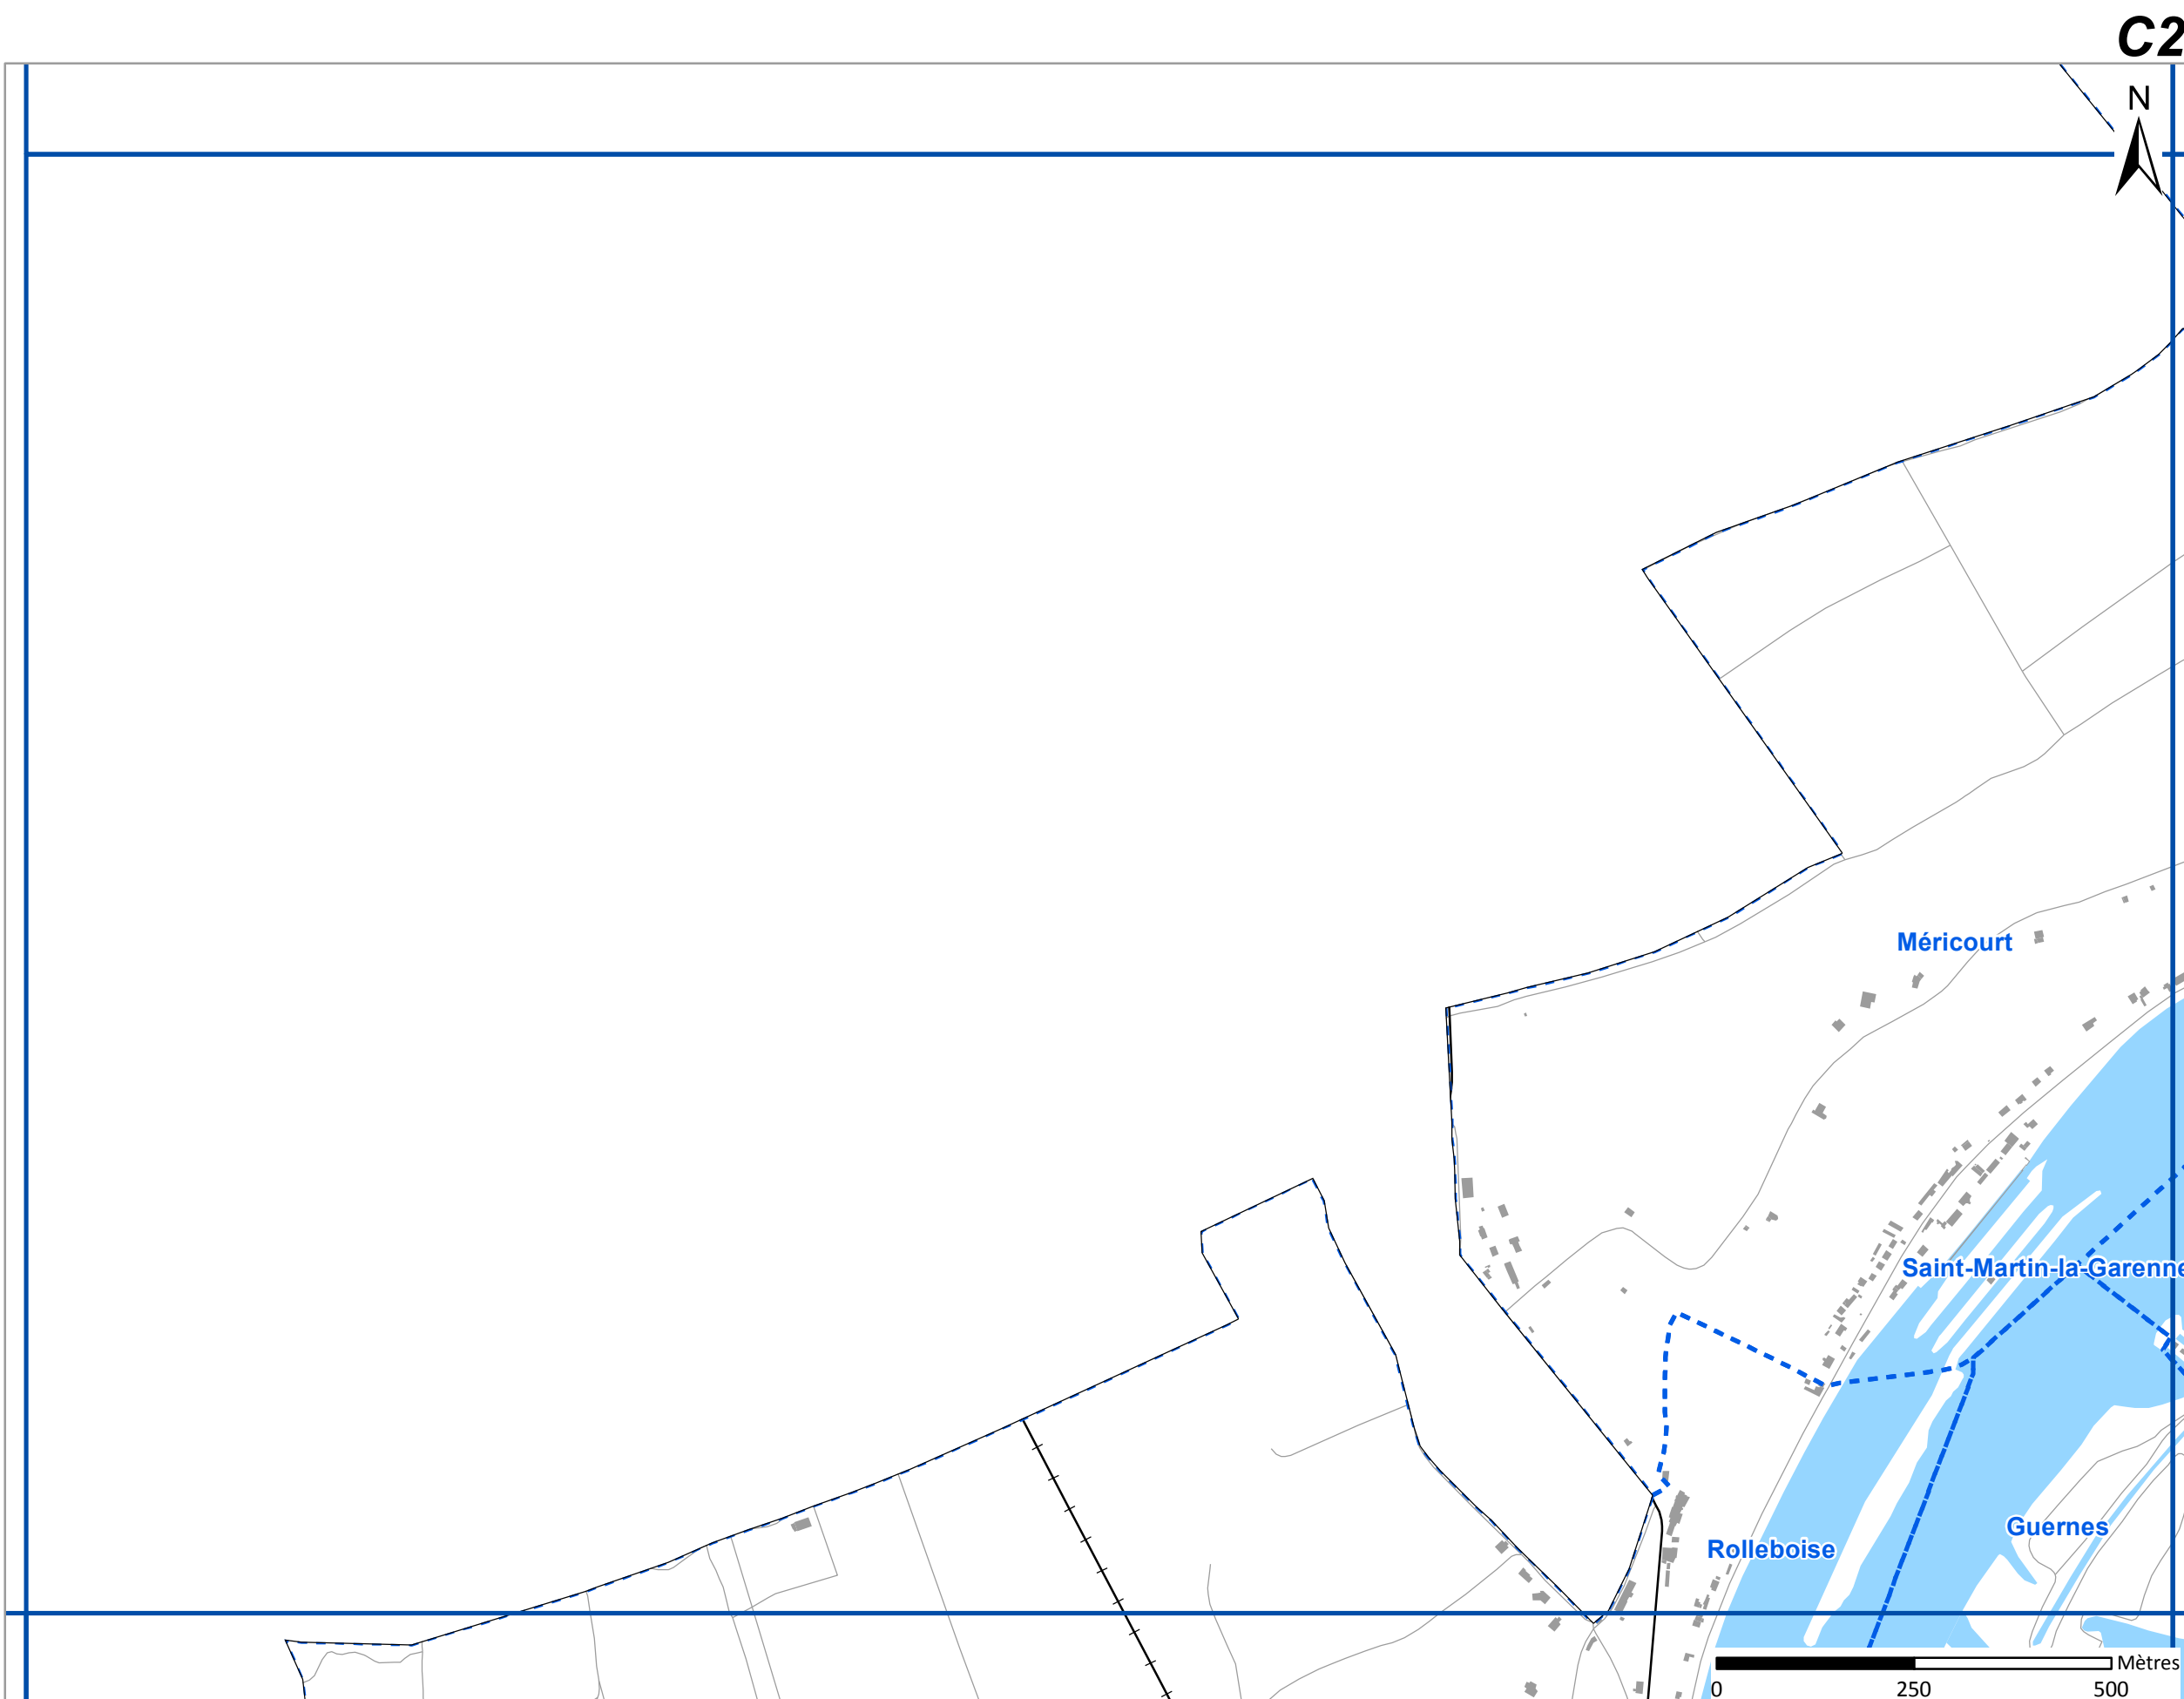 C2
N
Méricourt
Saint-Martin-la-Garenne
Guernes
Rolleboise
Mètres
0 250 500